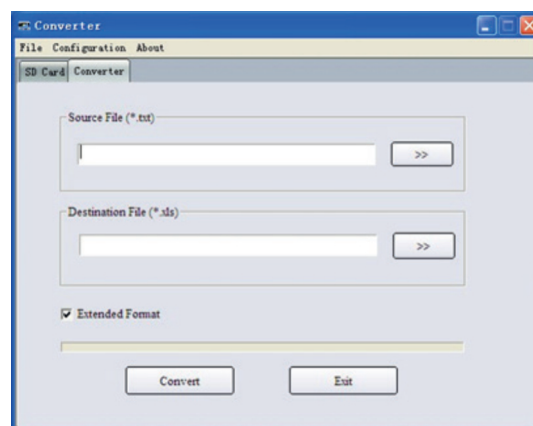 Converter
File Configuration About
SD Card Converter
Source File (*.txt)
>>
Destination File (*.xls)
>>
Extended Format
Convert Exit